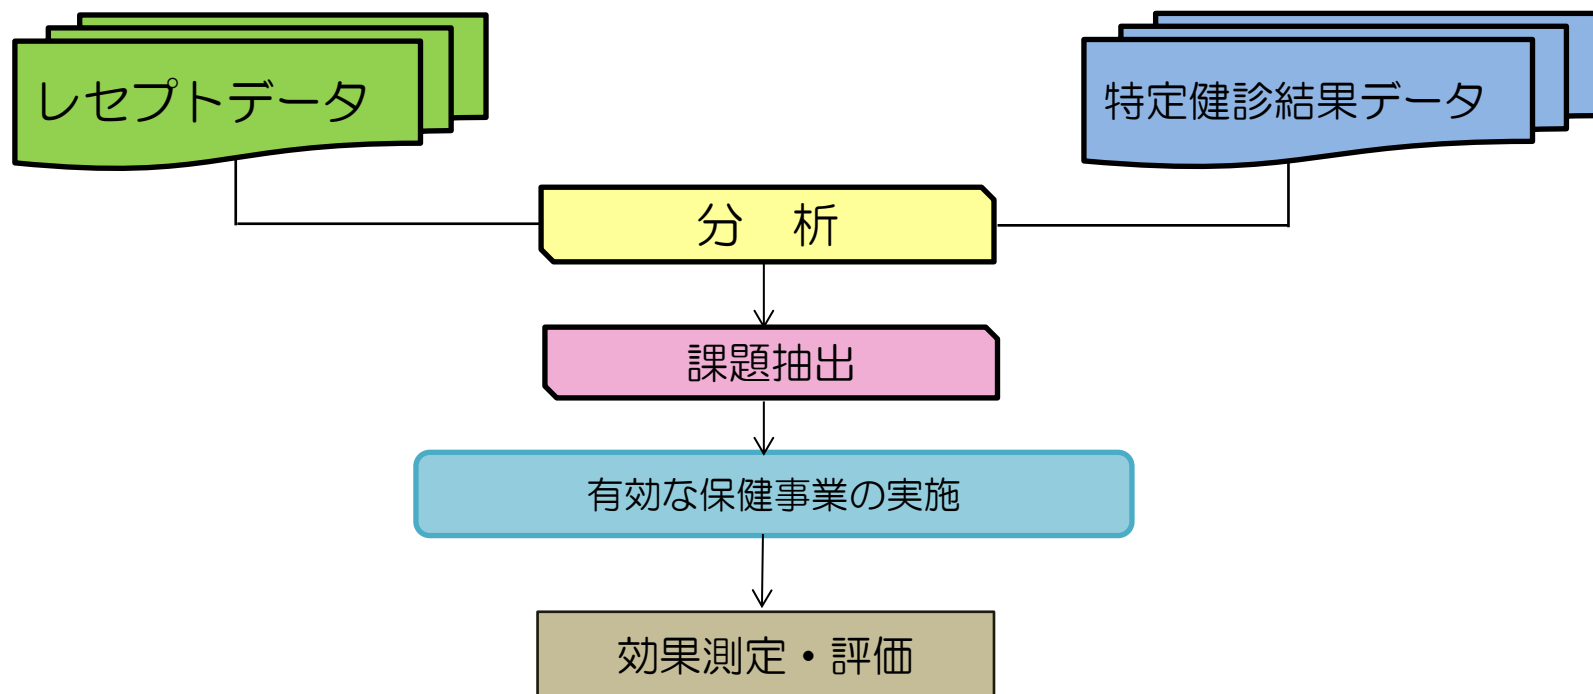 レセプトデータ
特定健診結果データ
分　析
課題抽出
有効な保健事業の実施
効果測定・評価